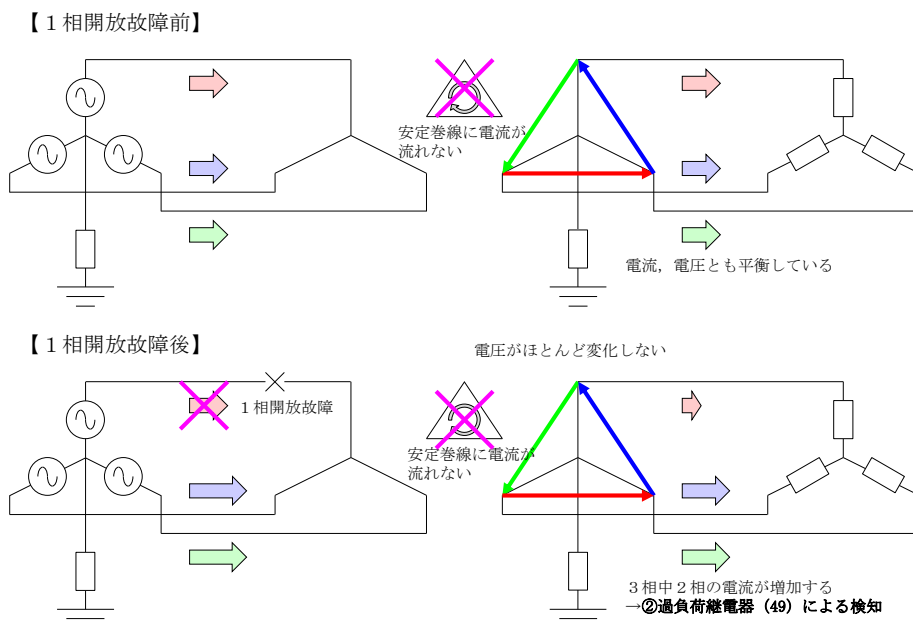 【１相開放故障前】
安定巻線に電流が
流れない
電流，電圧とも平衡している
【１相開放故障後】
電圧がほとんど変化しない
１相開放故障
安定巻線に電流が
流れない
３相中２相の電流が増加する
→②過負荷継電器（49）による検知